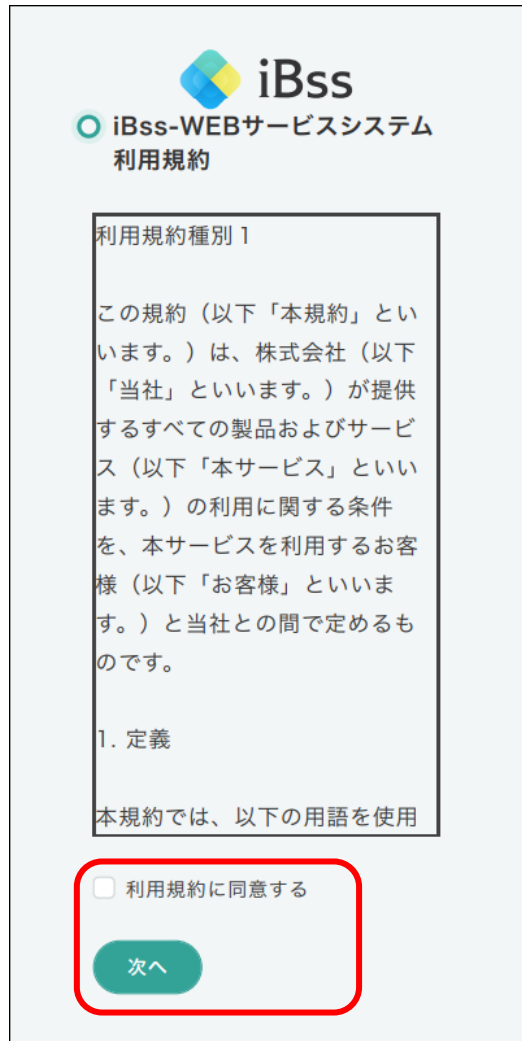 iBss
iBss-WEBサービスシステム
利用規約
利用規約種別１
この規約（以下「本規約」とい
います。）は、株式会社（以下
「当社」といいます。）が提供
するすべての製品およびサービ
ス（以下「本サービス」といい
ます。）の利用に関する条件
を、本サービスを利用するお客
様（以下「お客様」といいま
す。）と当社との間で定めるも
のです。
1. 定義
本規約では、以下の用語を使用
利用規約に同意する
次へ